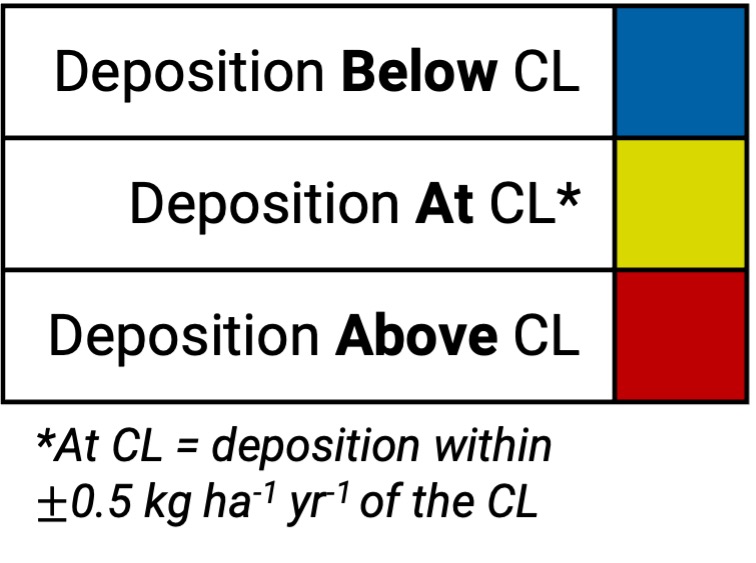 Deposition Below CL
Deposition At CL*
Deposition Above CL
*At CL = deposition within
±0.5 kg ha⁻¹ yr⁻¹ of the CL